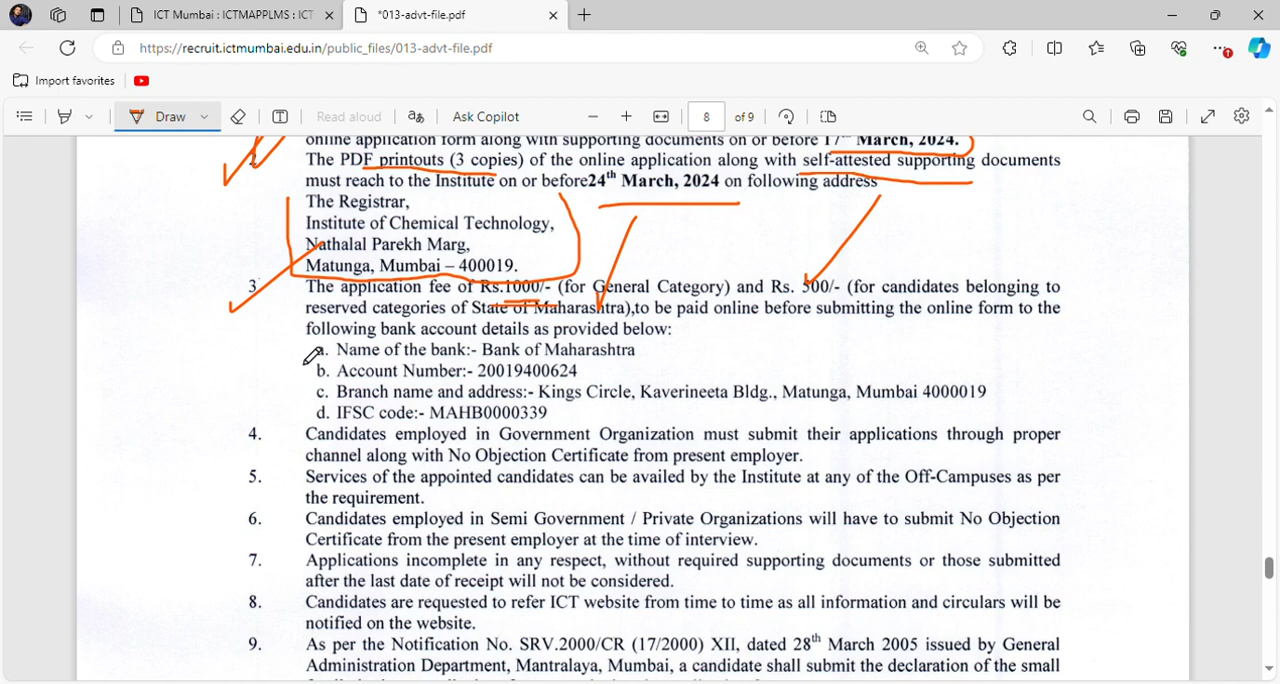 ICT Mumbai : ICTMAPPLMS : ICT
*013-advt-file.pdf
https://recruit.ictmumbai.edu.in/public_files/013-advt-file.pdf
Import favorites
Draw
Read aloud
aあ
Ask Copilot
8 of 9
online application form along with supporting documents on or before 17th March, 2024.
The PDF printouts (3 copies) of the online application along with self-attested supporting documents
must reach to the Institute on or before24th March, 2024 on following address
The Registrar,
Institute of Chemical Technology,
Nathalal Parekh Marg,
Matunga, Mumbai – 400019.
3. The application fee of Rs.1000/- (for General Category) and Rs. 500/- (for candidates belonging to
reserved categories of State of Maharashtra),to be paid online before submitting the online form to the
following bank account details as provided below:
a. Name of the bank:- Bank of Maharashtra
b. Account Number:- 20019400624
c. Branch name and address:- Kings Circle, Kaverineeta Bldg., Matunga, Mumbai 4000019
d. IFSC code:- MAHB0000339
4. Candidates employed in Government Organization must submit their applications through proper
channel along with No Objection Certificate from present employer.
5. Services of the appointed candidates can be availed by the Institute at any of the Off-Campuses as per
the requirement.
6. Candidates employed in Semi Government / Private Organizations will have to submit No Objection
Certificate from the present employer at the time of interview.
7. Applications incomplete in any respect, without required supporting documents or those submitted
after the last date of receipt will not be considered.
8. Candidates are requested to refer ICT website from time to time as all information and circulars will be
notified on the website.
9. As per the Notification No. SRV.2000/CR (17/2000) XII, dated 28th March 2005 issued by General
Administration Department, Mantralaya, Mumbai, a candidate shall submit the declaration of the small